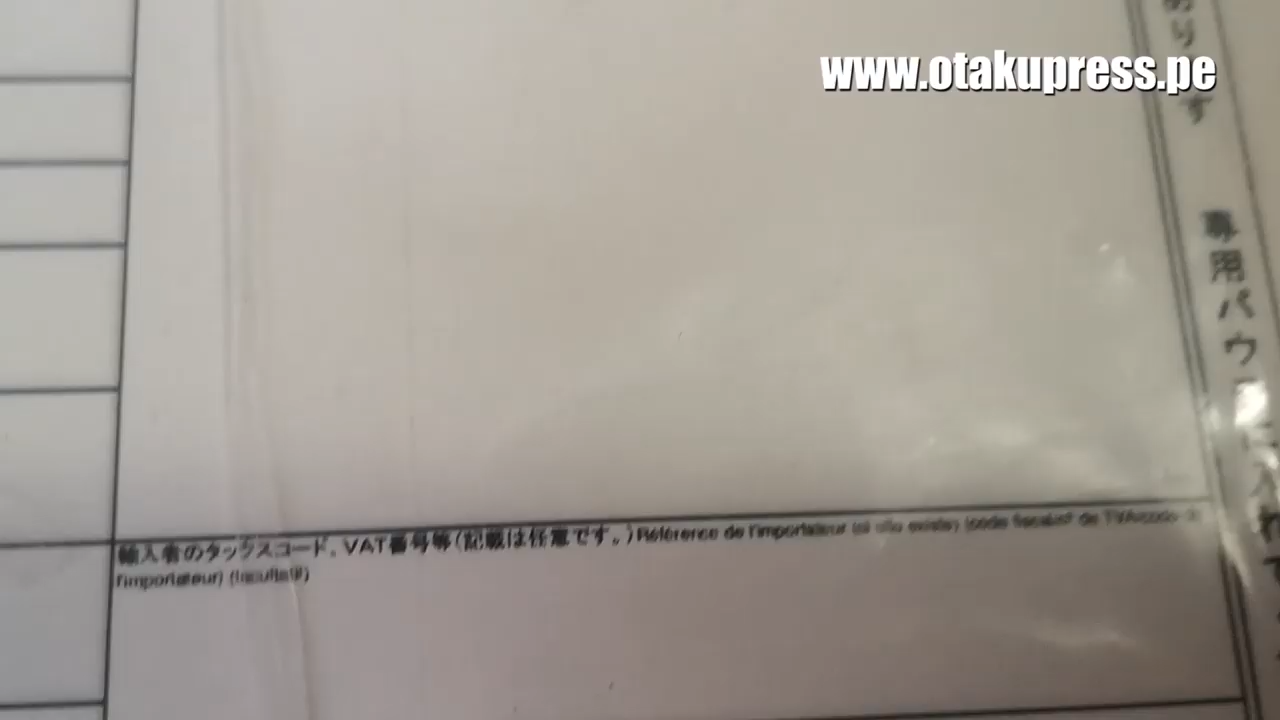 www.otakupress.pe
輸入者のタックスコード、VAT番号等(記載は任意です。) Référence de l'importateur (si elle existe) (code fiscal/n° de TVA/code
l'importateur) (facultatif)
専用パウ